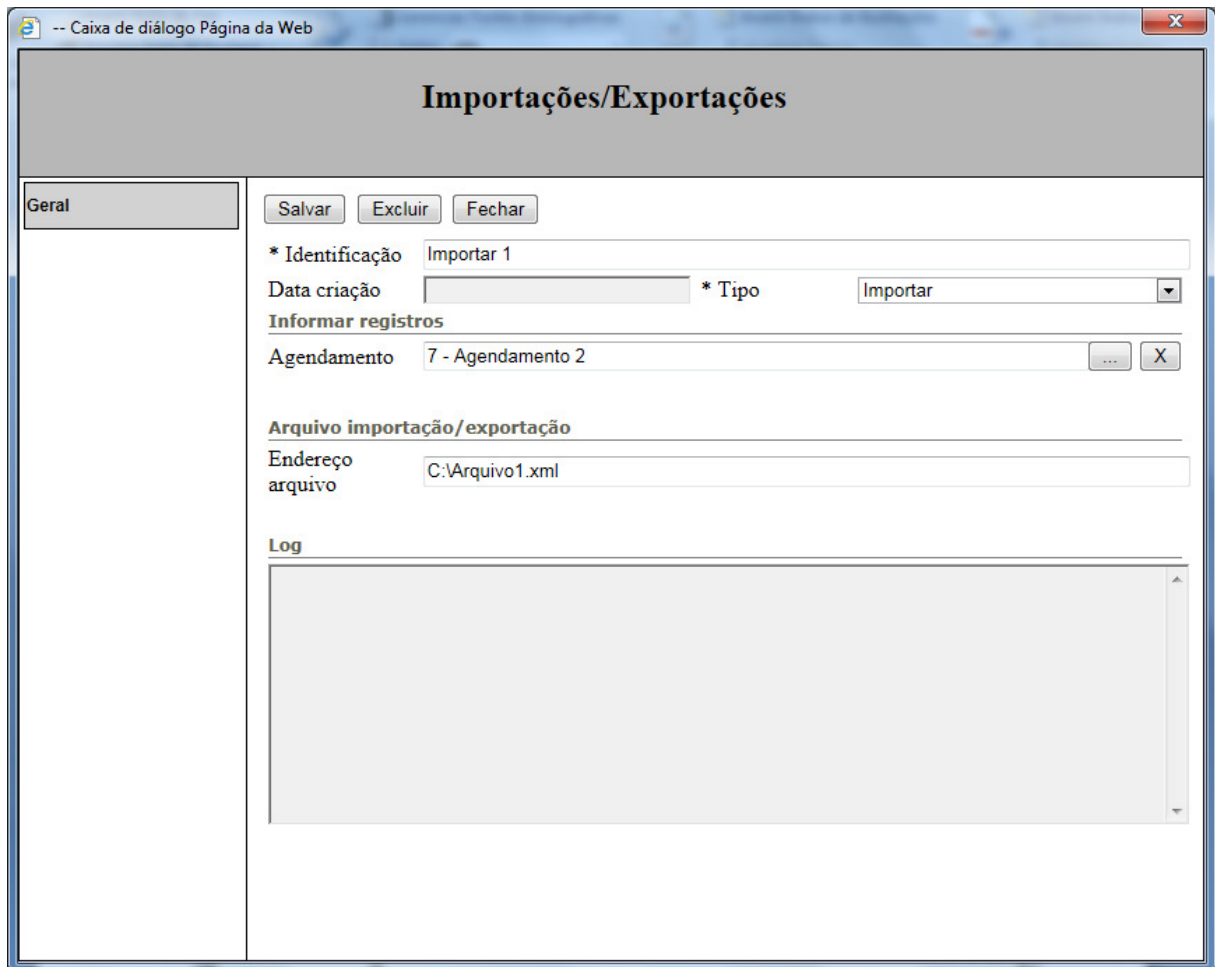 -- Caixa de diálogo Página da Web
Importações/Exportações
Geral
Salvar Excluir Fechar
* Identificação Importar 1
Data criação * Tipo Importar
Informar registros
Agendamento 7 - Agendamento 2 ... X
Arquivo importação/exportação
Endereço
arquivo C:\Arquivo1.xml
Log